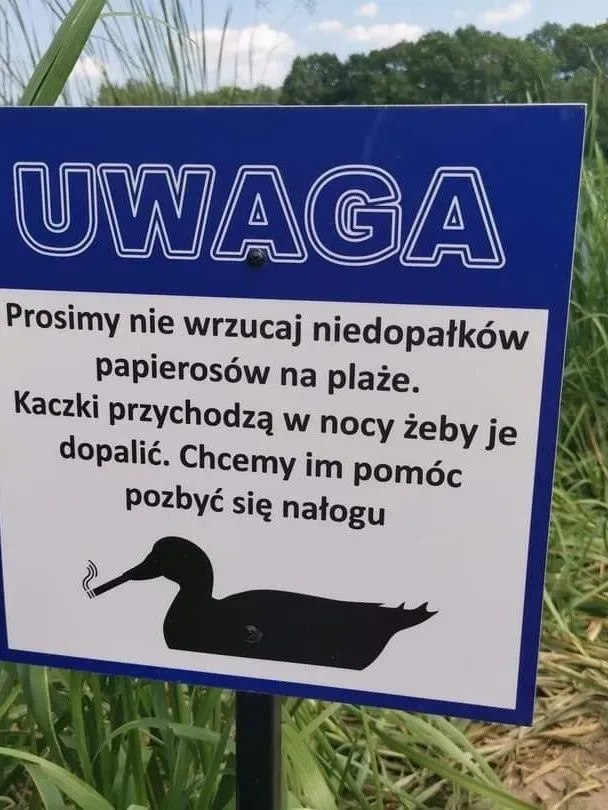 UWAGA
Prosimy nie wrzucaj niedopałków
papierosów na plaże.
Kaczki przychodzą w nocy żeby je
dopalić. Chcemy im pomóc
pozbyć się nałogu